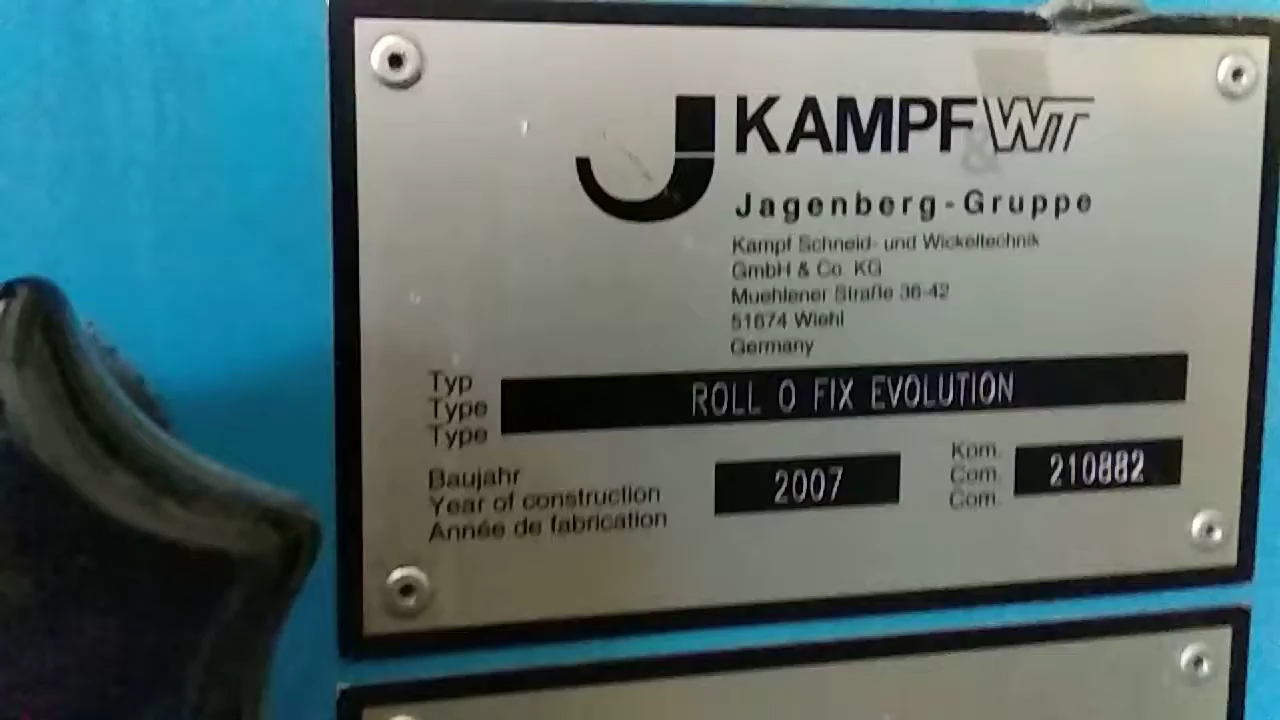 KAMPF WT
Jagenberg-Gruppe
Kampf Schneid- und Wickeltechnik
GmbH & Co. KG
Muehlener Straße 36-42
51674 Wiehl
Germany
Typ
Type
Type
ROLL O FIX EVOLUTION
Baujahr
Year of construction
Année de fabrication
2007
Kom.
Com.
Com.
210882